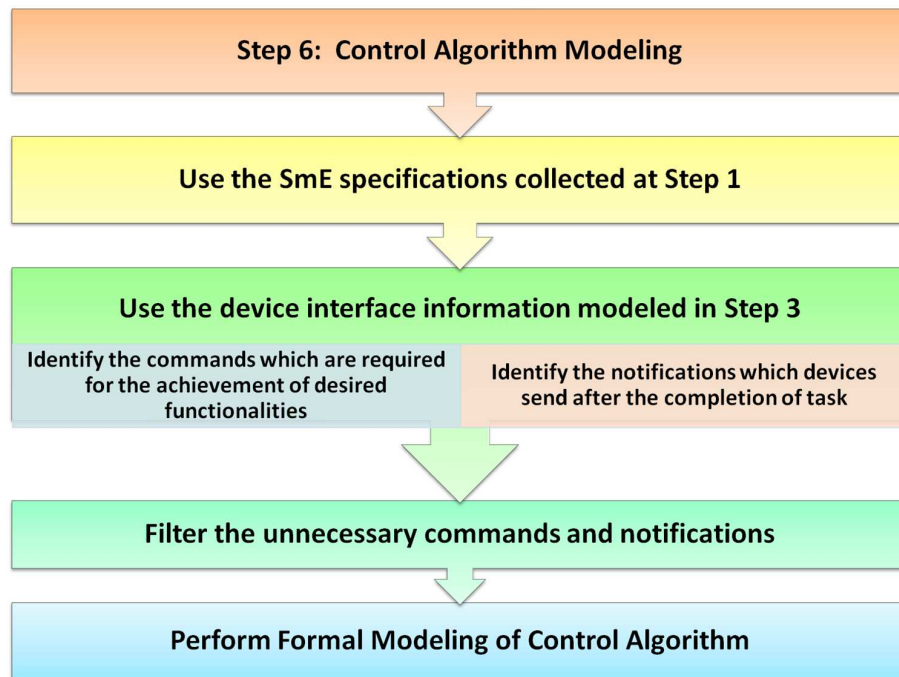 Step 6: Control Algorithm Modeling
Use the SmE specifications collected at Step 1
Use the device interface information modeled in Step 3
Identify the commands which are required
for the achievement of desired
functionalities
Identify the notifications which devices
send after the completion of task
Filter the unnecessary commands and notifications
Perform Formal Modeling of Control Algorithm